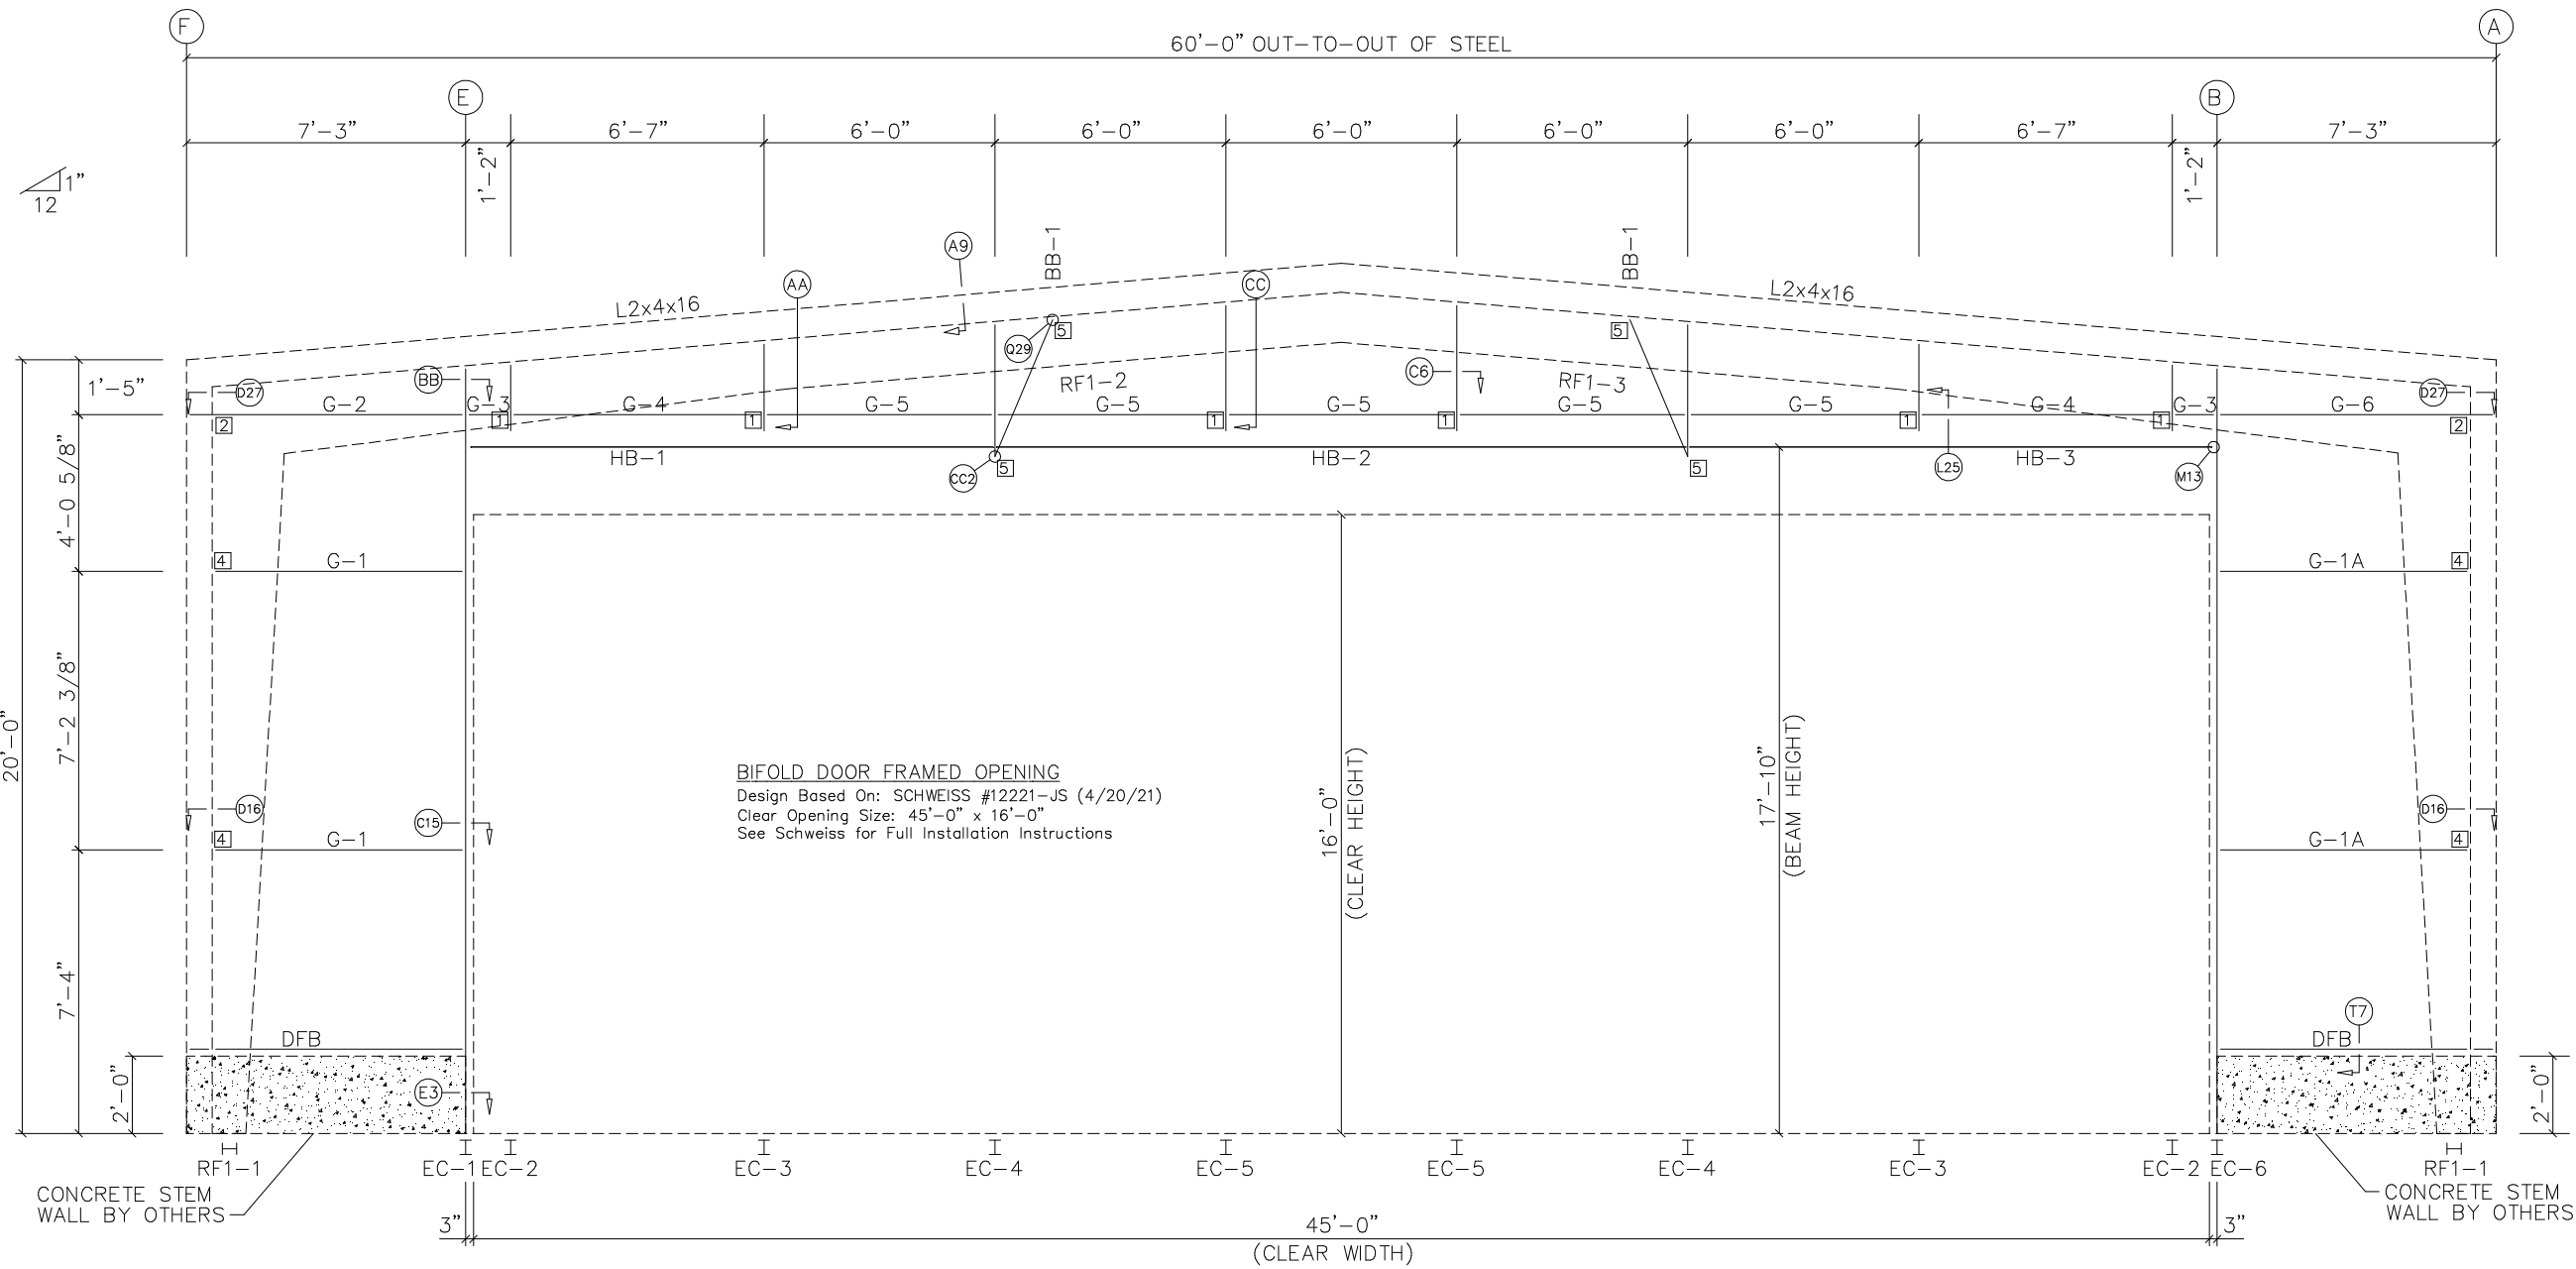 F
A
60'-0" OUT-TO-OUT OF STEEL
E
B
7'-3"
1'-2"
6'-7"
6'-0"
6'-0"
6'-0"
6'-0"
6'-0"
6'-7"
1'-2"
7'-3"
1"
12
A9
BB-1
BB-1
AA
CC
L2x4x16
L2x4x16
5
5
Q29
BB
C6
RF1-2
RF1-3
1'-5"
D27
D27
G-2
G-3
G-4
G-5
G-5
G-5
G-5
G-5
G-4
G-3
G-6
2
1
1
1
1
1
1
2
HB-1
HB-2
HB-3
CC2
5
5
L25
M13
4'-0 5/8"
4
G-1
G-1A
4
7'-2 3/8"
20'-0"
BIFOLD DOOR FRAMED OPENING
Design Based On: SCHWEISS #12221-JS (4/20/21)
Clear Opening Size: 45'-0" x 16'-0"
See Schweiss for Full Installation Instructions
16'-0"
(CLEAR HEIGHT)
17'-10"
(BEAM HEIGHT)
D16
C15
D16
4
G-1
G-1A
4
7'-4"
T7
DFB
DFB
2'-0"
E3
2'-0"
RF1-1
EC-1
EC-2
EC-3
EC-4
EC-5
EC-5
EC-4
EC-3
EC-2
EC-6
RF1-1
CONCRETE STEM
WALL BY OTHERS
CONCRETE STEM
WALL BY OTHERS
3"
45'-0"
(CLEAR WIDTH)
3"